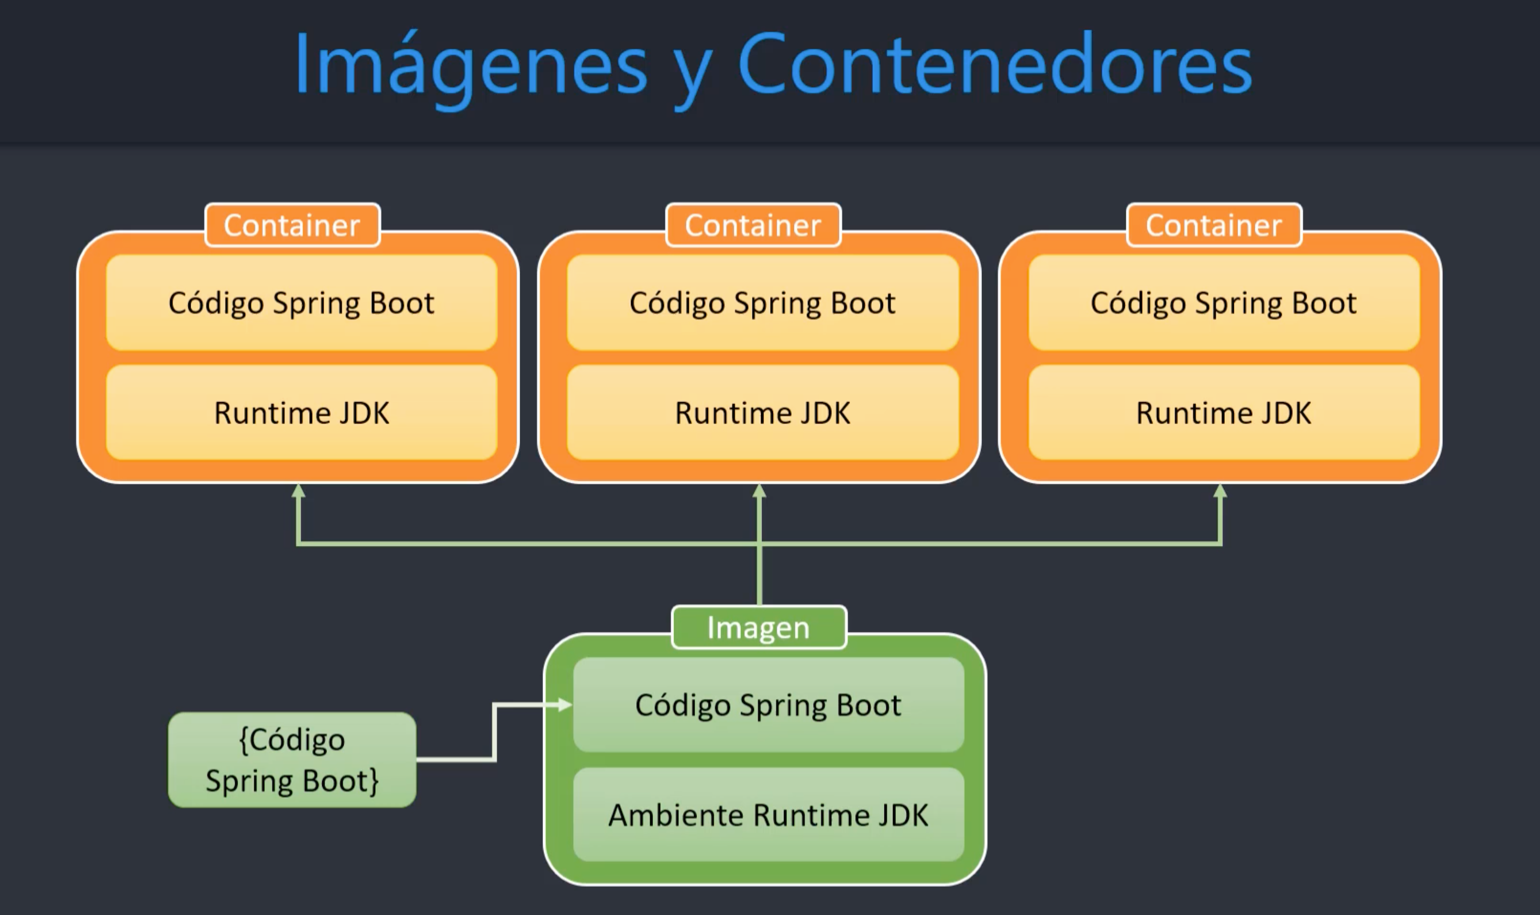 Imágenes y Contenedores
Container
Container
Container
Código Spring Boot
Código Spring Boot
Código Spring Boot
Runtime JDK
Runtime JDK
Runtime JDK
Imagen
Código Spring Boot
{Código
Spring Boot}
Ambiente Runtime JDK